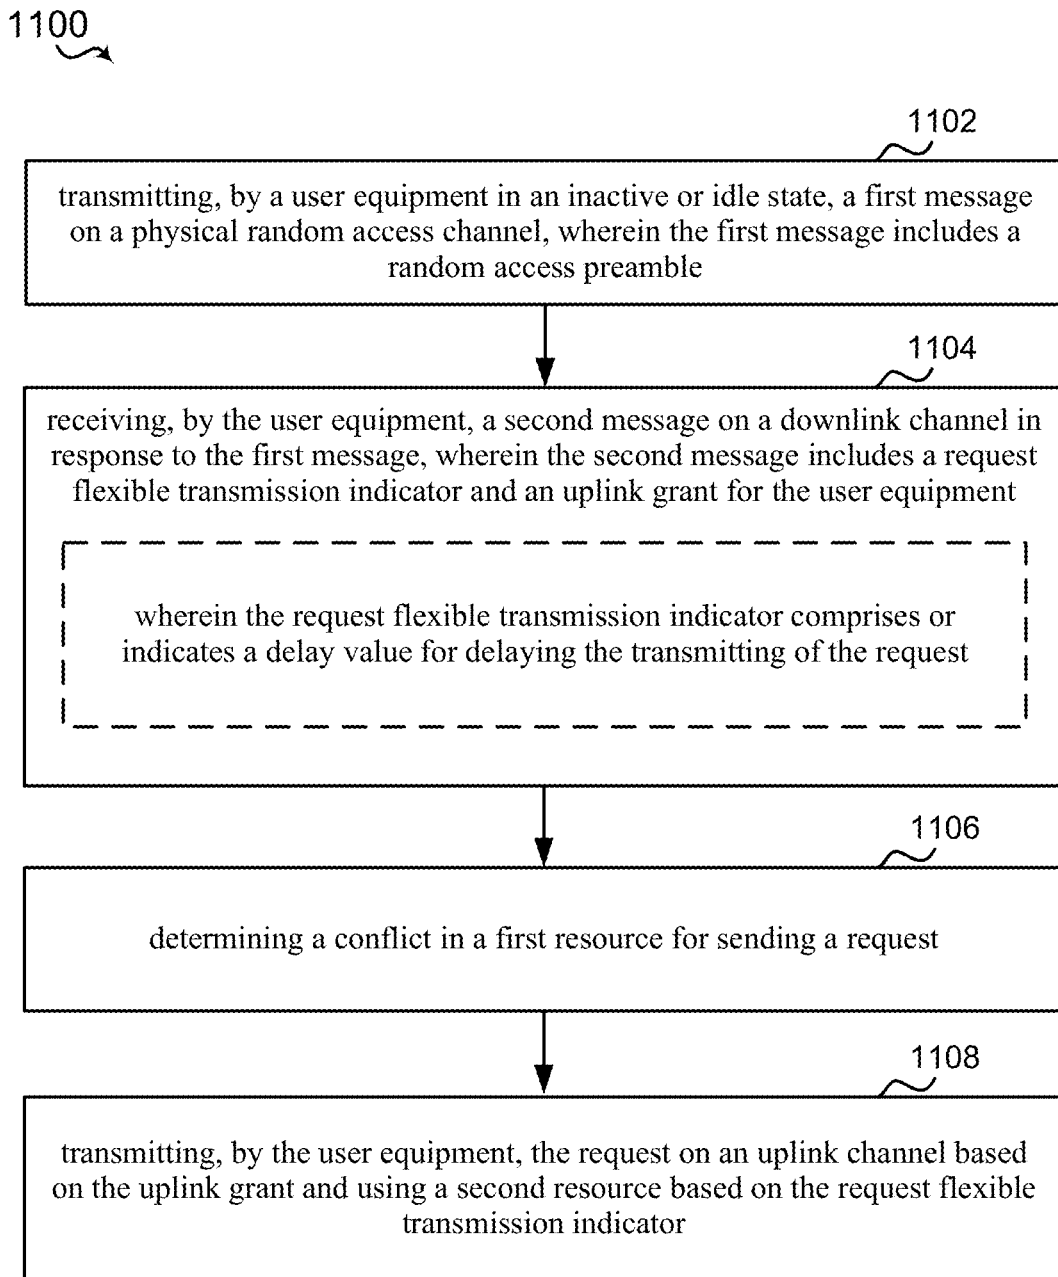 1100
1102
transmitting, by a user equipment in an inactive or idle state, a first message
on a physical random access channel, wherein the first message includes a
random access preamble
1104
receiving, by the user equipment, a second message on a downlink channel in
response to the first message, wherein the second message includes a request
flexible transmission indicator and an uplink grant for the user equipment
wherein the request flexible transmission indicator comprises or
indicates a delay value for delaying the transmitting of the request
1106
determining a conflict in a first resource for sending a request
1108
transmitting, by the user equipment, the request on an uplink channel based
on the uplink grant and using a second resource based on the request flexible
transmission indicator